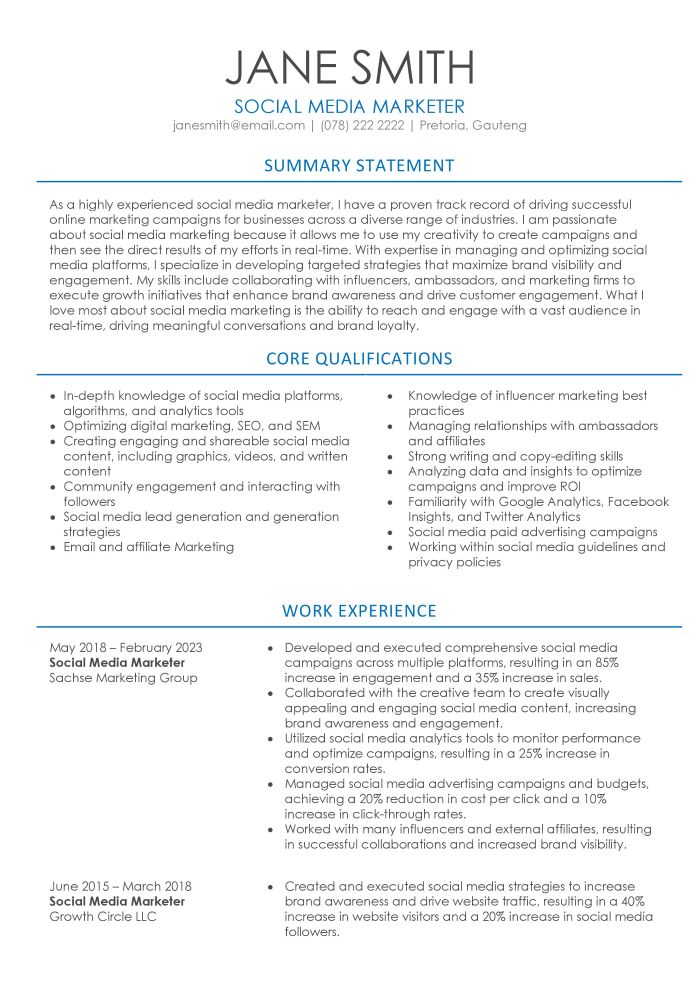 JANE SMITH
SOCIAL MEDIA MARKETER
janesmith@email.com | (078) 222 2222 | Pretoria, Gauteng
SUMMARY STATEMENT
As a highly experienced social media marketer, I have a proven track record of driving successful
online marketing campaigns for businesses across a diverse range of industries. I am passionate
about social media marketing because it allows me to use my creativity to create campaigns and
then see the direct results of my efforts in real-time. With expertise in managing and optimizing social
media platforms, I specialize in developing targeted strategies that maximize brand visibility and
engagement. My skills include collaborating with influencers, ambassadors, and marketing firms to
execute growth initiatives that enhance brand awareness and drive customer engagement. What I
love most about social media marketing is the ability to reach and engage with a vast audience in
real-time, driving meaningful conversations and brand loyalty.
CORE QUALIFICATIONS
• In-depth knowledge of social media platforms,
algorithms, and analytics tools
• Optimizing digital marketing, SEO, and SEM
• Creating engaging and shareable social media
content, including graphics, videos, and written
content
• Community engagement and interacting with
followers
• Social media lead generation and generation
strategies
• Email and affiliate Marketing
• Knowledge of influencer marketing best
practices
• Managing relationships with ambassadors
and affiliates
• Strong writing and copy-editing skills
• Analyzing data and insights to optimize
campaigns and improve ROI
• Familiarity with Google Analytics, Facebook
Insights, and Twitter Analytics
• Social media paid advertising campaigns
• Working within social media guidelines and
privacy policies
WORK EXPERIENCE
May 2018 – February 2023
Social Media Marketer
Sachse Marketing Group
• Developed and executed comprehensive social media
campaigns across multiple platforms, resulting in an 85%
increase in engagement and a 35% increase in sales.
• Collaborated with the creative team to create visually
appealing and engaging social media content, increasing
brand awareness and engagement.
• Utilized social media analytics tools to monitor performance
and optimize campaigns, resulting in a 25% increase in
conversion rates.
• Managed social media advertising campaigns and budgets,
achieving a 20% reduction in cost per click and a 10%
increase in click-through rates.
• Worked with many influencers and external affiliates, resulting
in successful collaborations and increased brand visibility.
June 2015 – March 2018
Social Media Marketer
Growth Circle LLC
• Created and executed social media strategies to increase
brand awareness and drive website traffic, resulting in a 40%
increase in website visitors and a 20% increase in social media
followers.